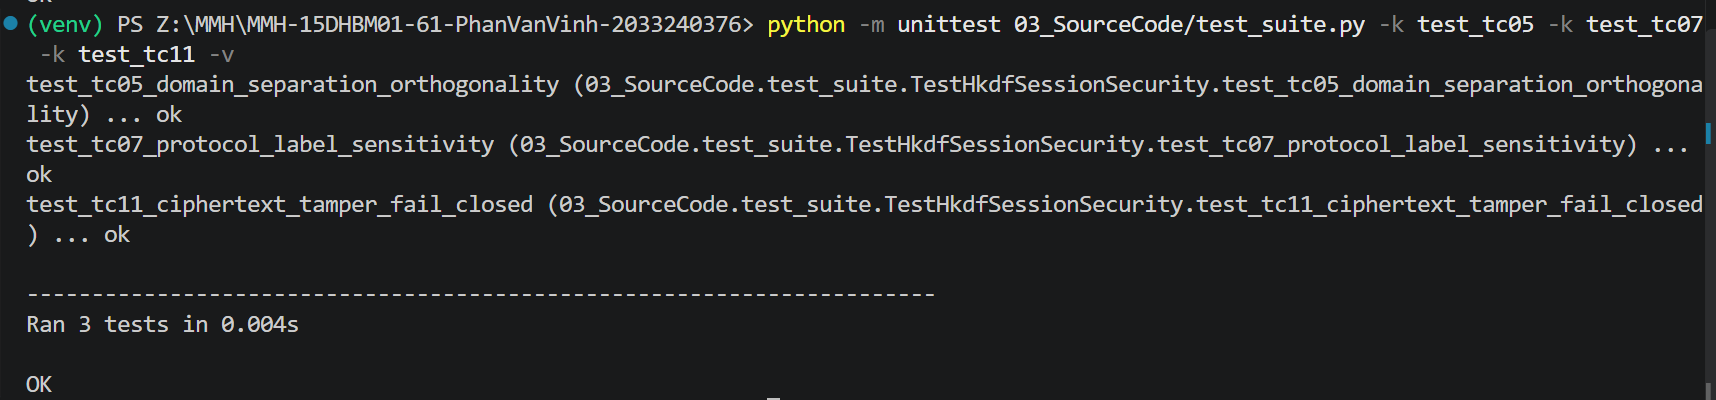 (venv) PS Z:\MMH\MMH-15DHBM01-61-PhanVanVinh-2033240376> python -m unittest 03_SourceCode/test_suite.py -k test_tc05 -k test_tc07
-k test_tc11 -v
test_tc05_domain_separation_orthogonality (03_SourceCode.test_suite.TestHkdfSessionSecurity.test_tc05_domain_separation_orthogona
lity) ... ok
test_tc07_protocol_label_sensitivity (03_SourceCode.test_suite.TestHkdfSessionSecurity.test_tc07_protocol_label_sensitivity) ...
ok
test_tc11_ciphertext_tamper_fail_closed (03_SourceCode.test_suite.TestHkdfSessionSecurity.test_tc11_ciphertext_tamper_fail_closed
) ... ok
----------------------------------------------------------------------
Ran 3 tests in 0.004s
OK